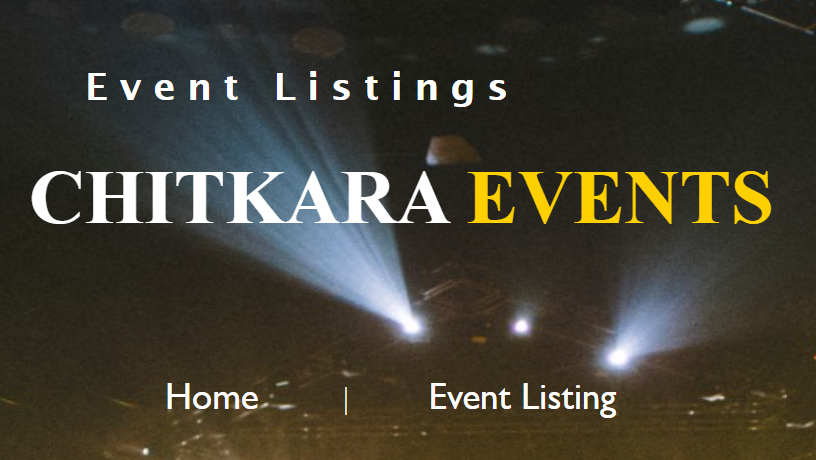 Event Listings
CHITKARA EVENTS
Home | Event Listing